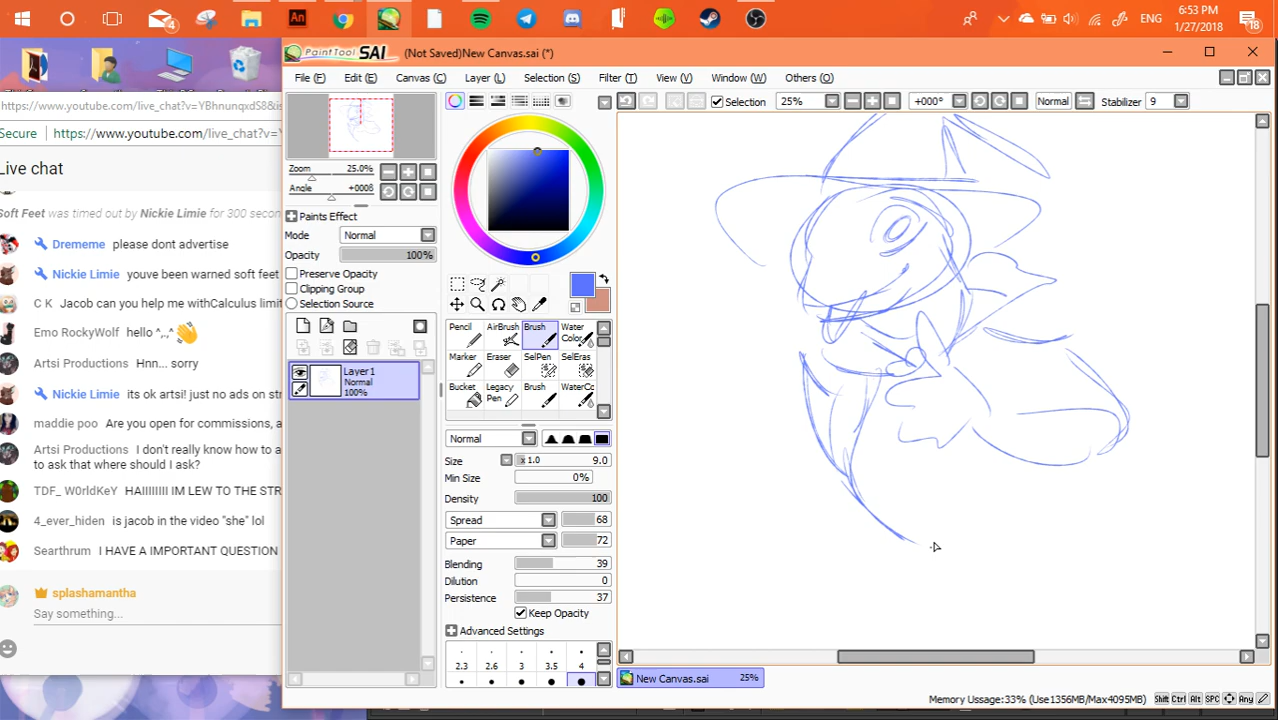 4
ENG
6:53 PM
1/27/2018
18
PaintTool SAI (Not Saved)New Canvas.sai (*)
File (F) Edit (E) Canvas (C) Layer (L) Selection (S) Filter (T) View (V) Window (W) Others (O)
Selection 25% +000° Normal Stabilizer 9
Zoom 25.0%
Angle +000ß
Paints Effect
Mode Normal
Opacity 100%
Preserve Opacity
Clipping Group
Selection Source
Layer1
Normal
100%
Pencil AirBrush Brush Water Color
Marker Eraser SelPen SelEras
Bucket Legacy Pen Brush WaterCo
Normal
Size x 1.0 9.0
Min Size 0%
Density 100
Spread 68
Paper 72
Blending 39
Dilution 0
Persistence 37
Keep Opacity
Advanced Settings
2.3 2.6 3 3.5 4
New Canvas.sai 25%
Memory Ussage:33% (Use1356MB/Max4095MB) Shift Ctrl Alt SPC Any
https://www.youtube.com/live_chat?v=YBhnunqxdS8&is
Secure https://www.youtube.com/live_chat?v=
Live chat
Soft Feet was timed out by Nickie Limie for 300 secon
Drememe please dont advertise
Nickie Limie youve been warned soft feet
C K Jacob can you help me withCalculus limit
Emo RockyWolf hello ^,,^
Artsi Productions Hnn... sorry
Nickie Limie its ok artsi! just no ads on str
maddie poo Are you open for commissions, a
Artsi Productions I don't really know how to a
to ask that where should I ask?
TDF_ W0rldKeY HAIIIIIIII IM LEW TO THE STR
4_ever_hiden is jacob in the video "she" lol
Searthrum I HAVE A IMPORTANT QUESTION
splashamantha
Say something...